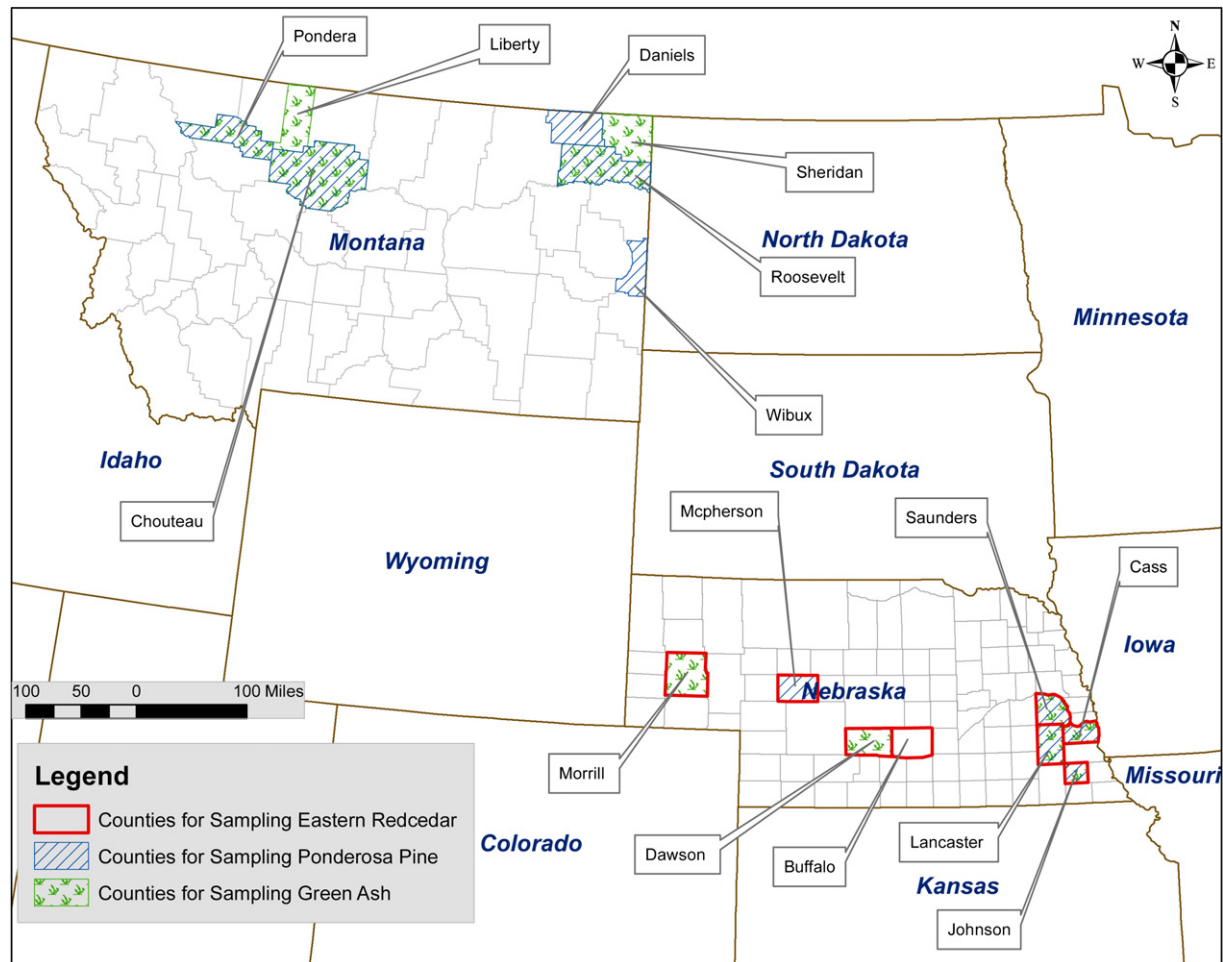 Pondera
Liberty
Daniels
N
W E
S
Sheridan
North Dakota
Montana
Roosevelt
Minnesota
Wibux
Idaho
South Dakota
Chouteau
Mcpherson
Saunders
Wyoming
Cass
Iowa
100 50 0 100 Miles
Nebraska
Morrill
Missouri
Legend
Counties for Sampling Eastern Redcedar
Counties for Sampling Ponderosa Pine
Counties for Sampling Green Ash
Colorado
Dawson
Buffalo
Lancaster
Kansas
Johnson